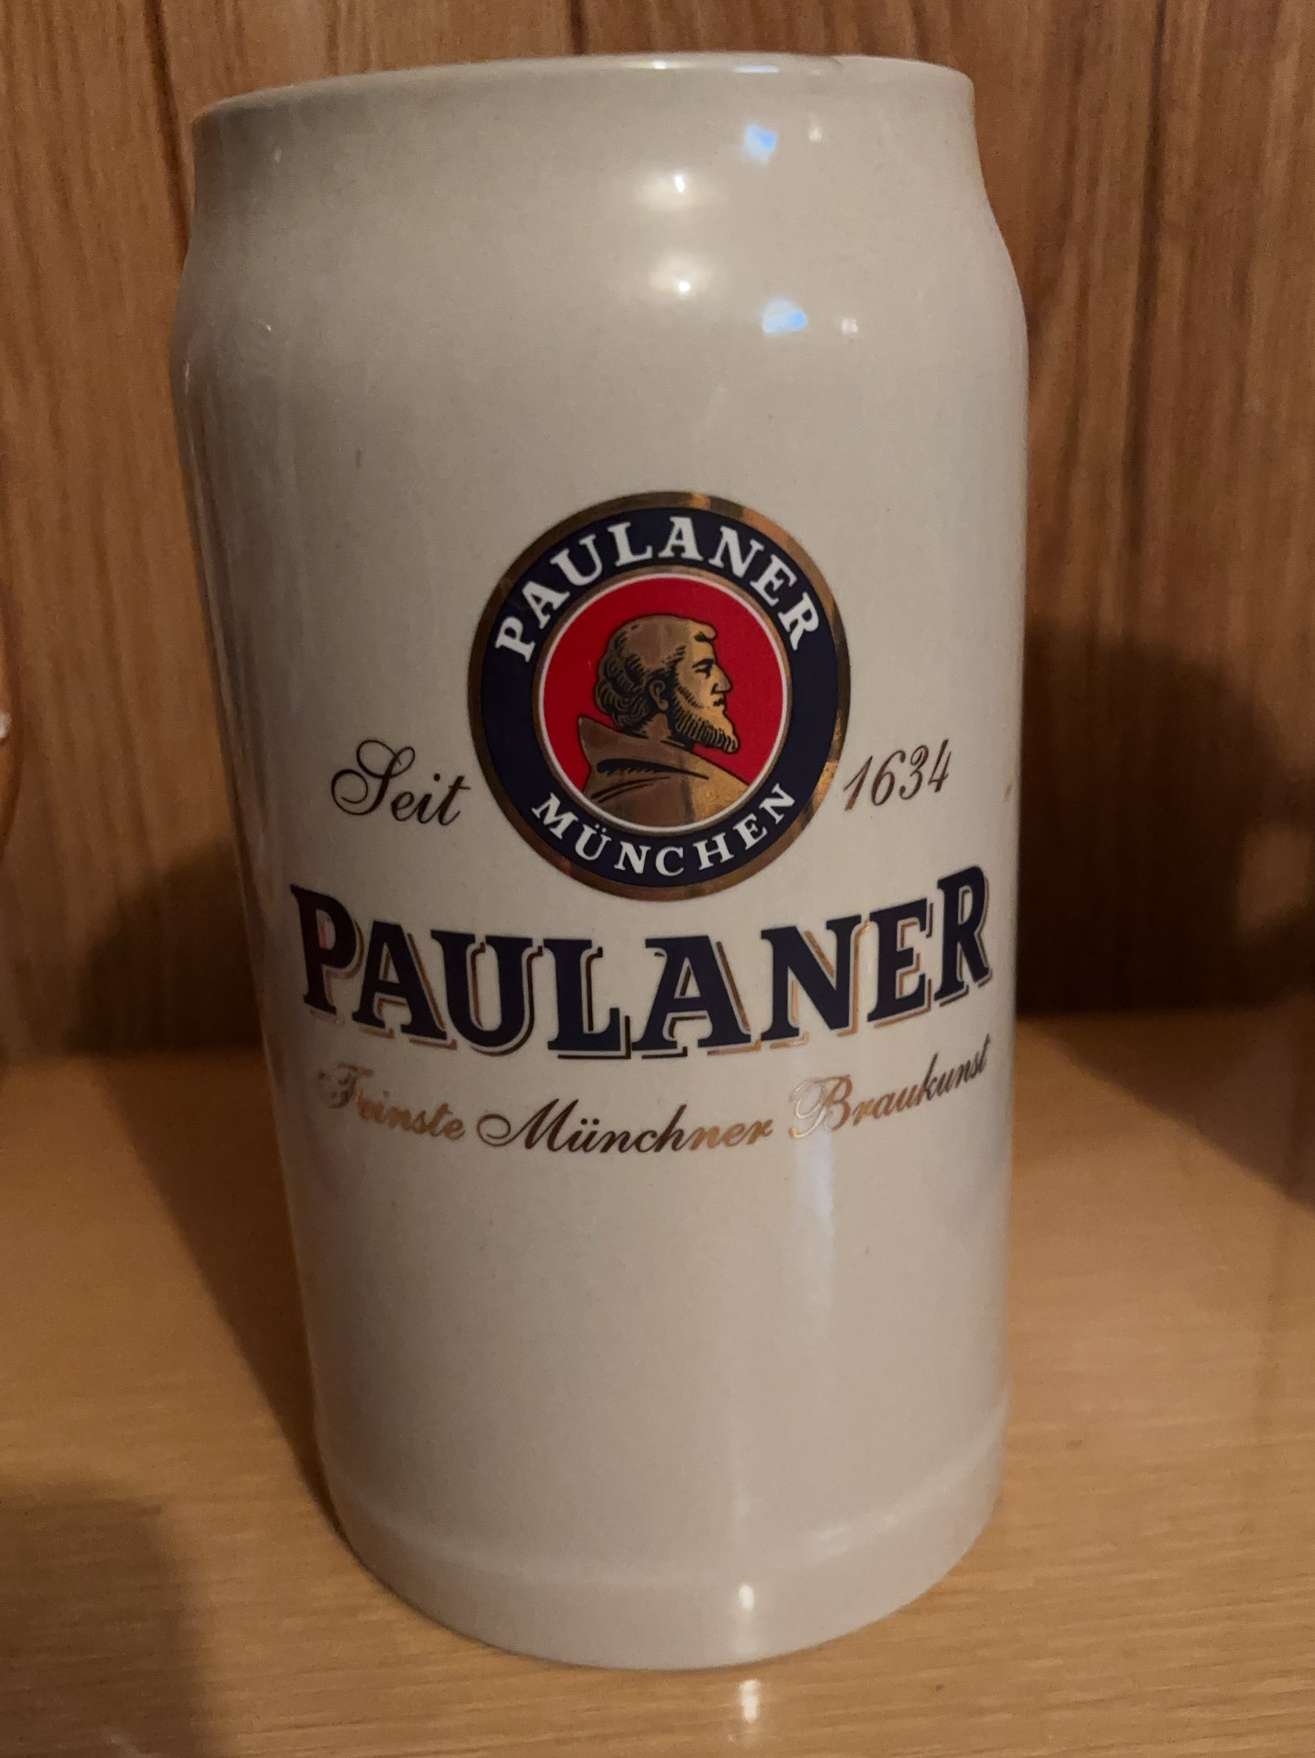 PAULANER
MÜNCHEN
Seit 1634
PAULANER
Feinste Münchner Braukunst